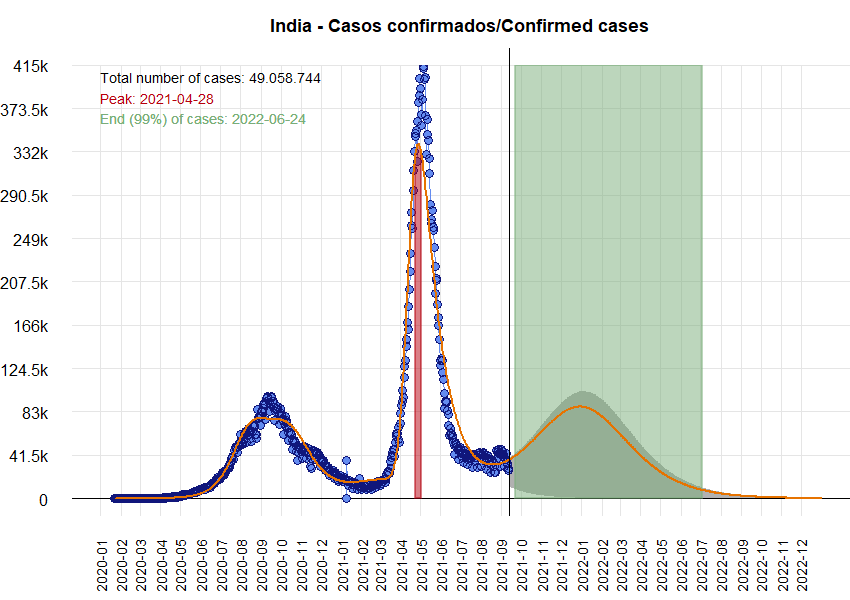 India - Casos confirmados/Confirmed cases
415k
Total number of cases: 49.058.744
Peak: 2021-04-28
373.5k
End (99%) of cases: 2022-06-24
332k
290.5k
249k
207.5k
166k
124.5k
83k
41.5k
0
2020-01
2020-02
2020-03
2020-04
2020-05
2020-06
2020-07
2020-08
2020-09
2020-10
2020-11
2020-12
2021-01
2021-02
2021-03
2021-04
2021-05
2021-06
2021-07
2021-08
2021-09
2021-10
2021-11
2021-12
2022-01
2022-02
2022-03
2022-04
2022-05
2022-06
2022-07
2022-08
2022-09
2022-10
2022-11
2022-12